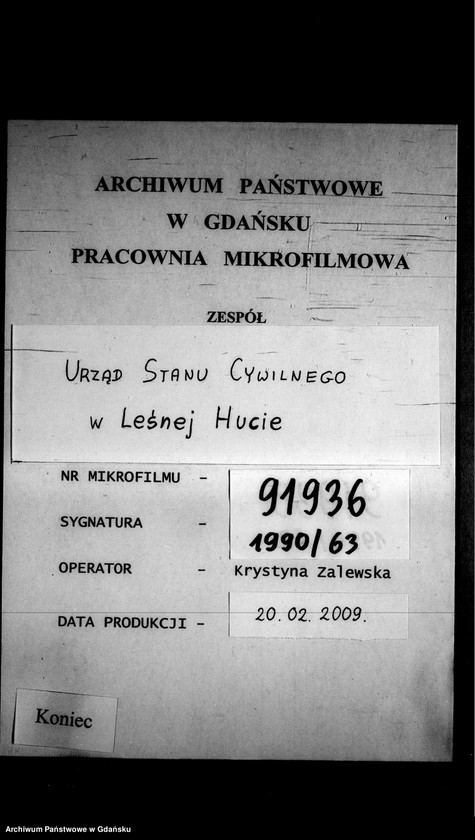 ARCHIWUM PAŃSTWOWE
W GDAŃSKU
PRACOWNIA MIKROFILMOWA
ZESPÓŁ
URZĄD STANU CYWILNEGO
w Leśnej Hucie
NR MIKROFILMU - 91936
SYGNATURA - 1990/63
OPERATOR - Krystyna Zalewska
DATA PRODUKCJI - 20.02.2009.
Koniec
Archiwum Państwowe w Gdańsku